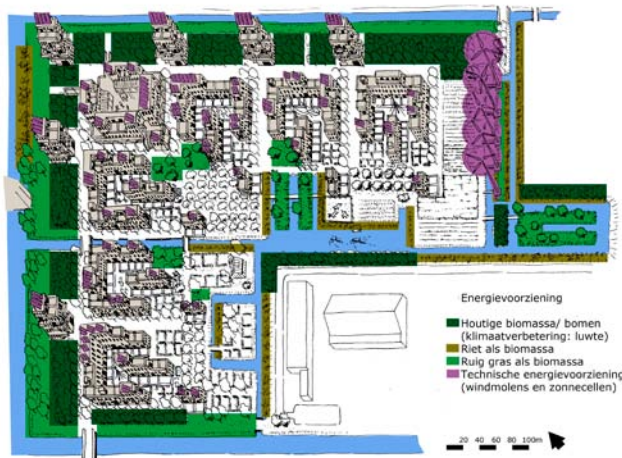 Energievoorziening
Houtige biomassa/ bomen
(klimaatverbetering: luwte)
Riet als biomassa
Ruig gras als biomassa
Technische energievoorziening
(windmolens en zonnecellen)
20 40 60 80 100m